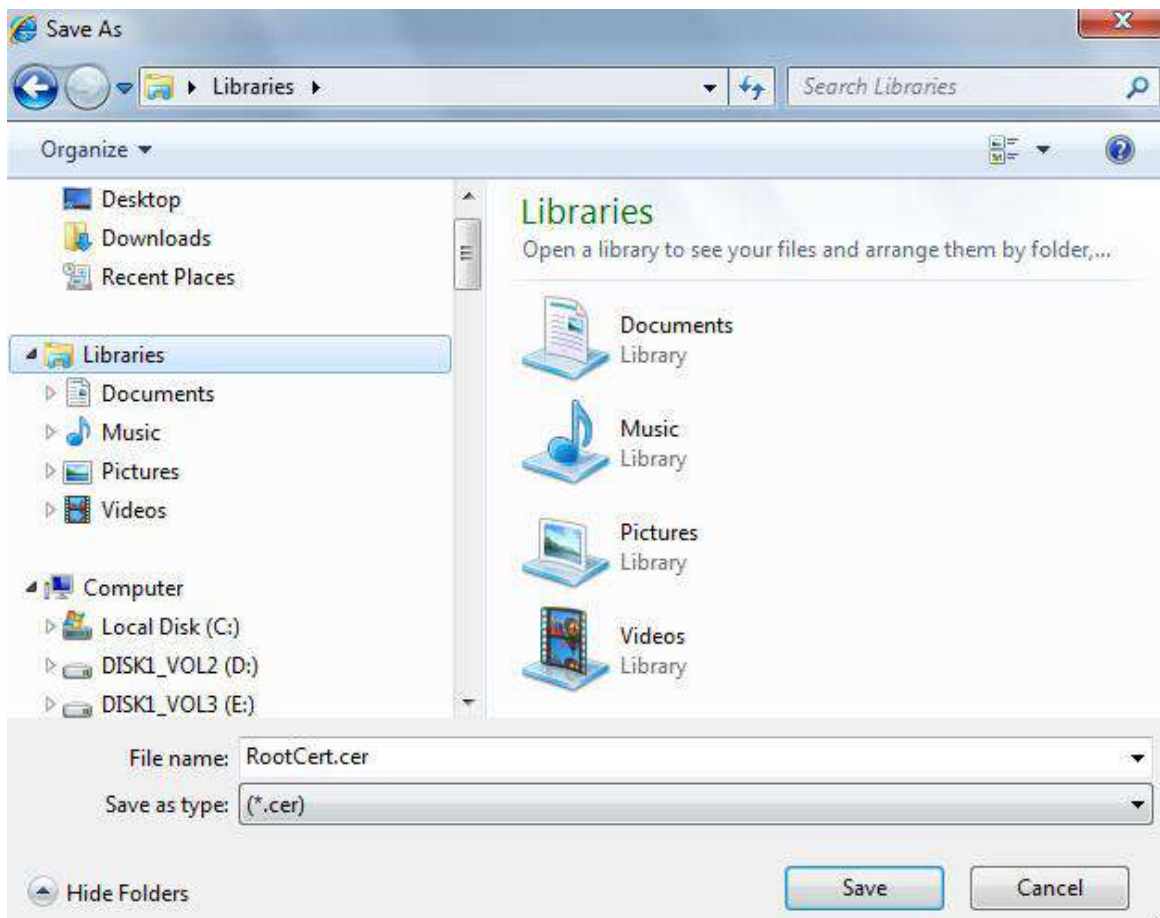 Save As
Libraries
Search Libraries
Organize
Desktop
Downloads
Recent Places
Libraries
Documents
Music
Pictures
Videos
Computer
Local Disk (C:)
DISK1_VOL2 (D:)
DISK1_VOL3 (E:)
Libraries
Open a library to see your files and arrange them by folder,...
Documents
Library
Music
Library
Pictures
Library
Videos
Library
File name: RootCert.cer
Save as type: (*.cer)
Hide Folders
Save
Cancel